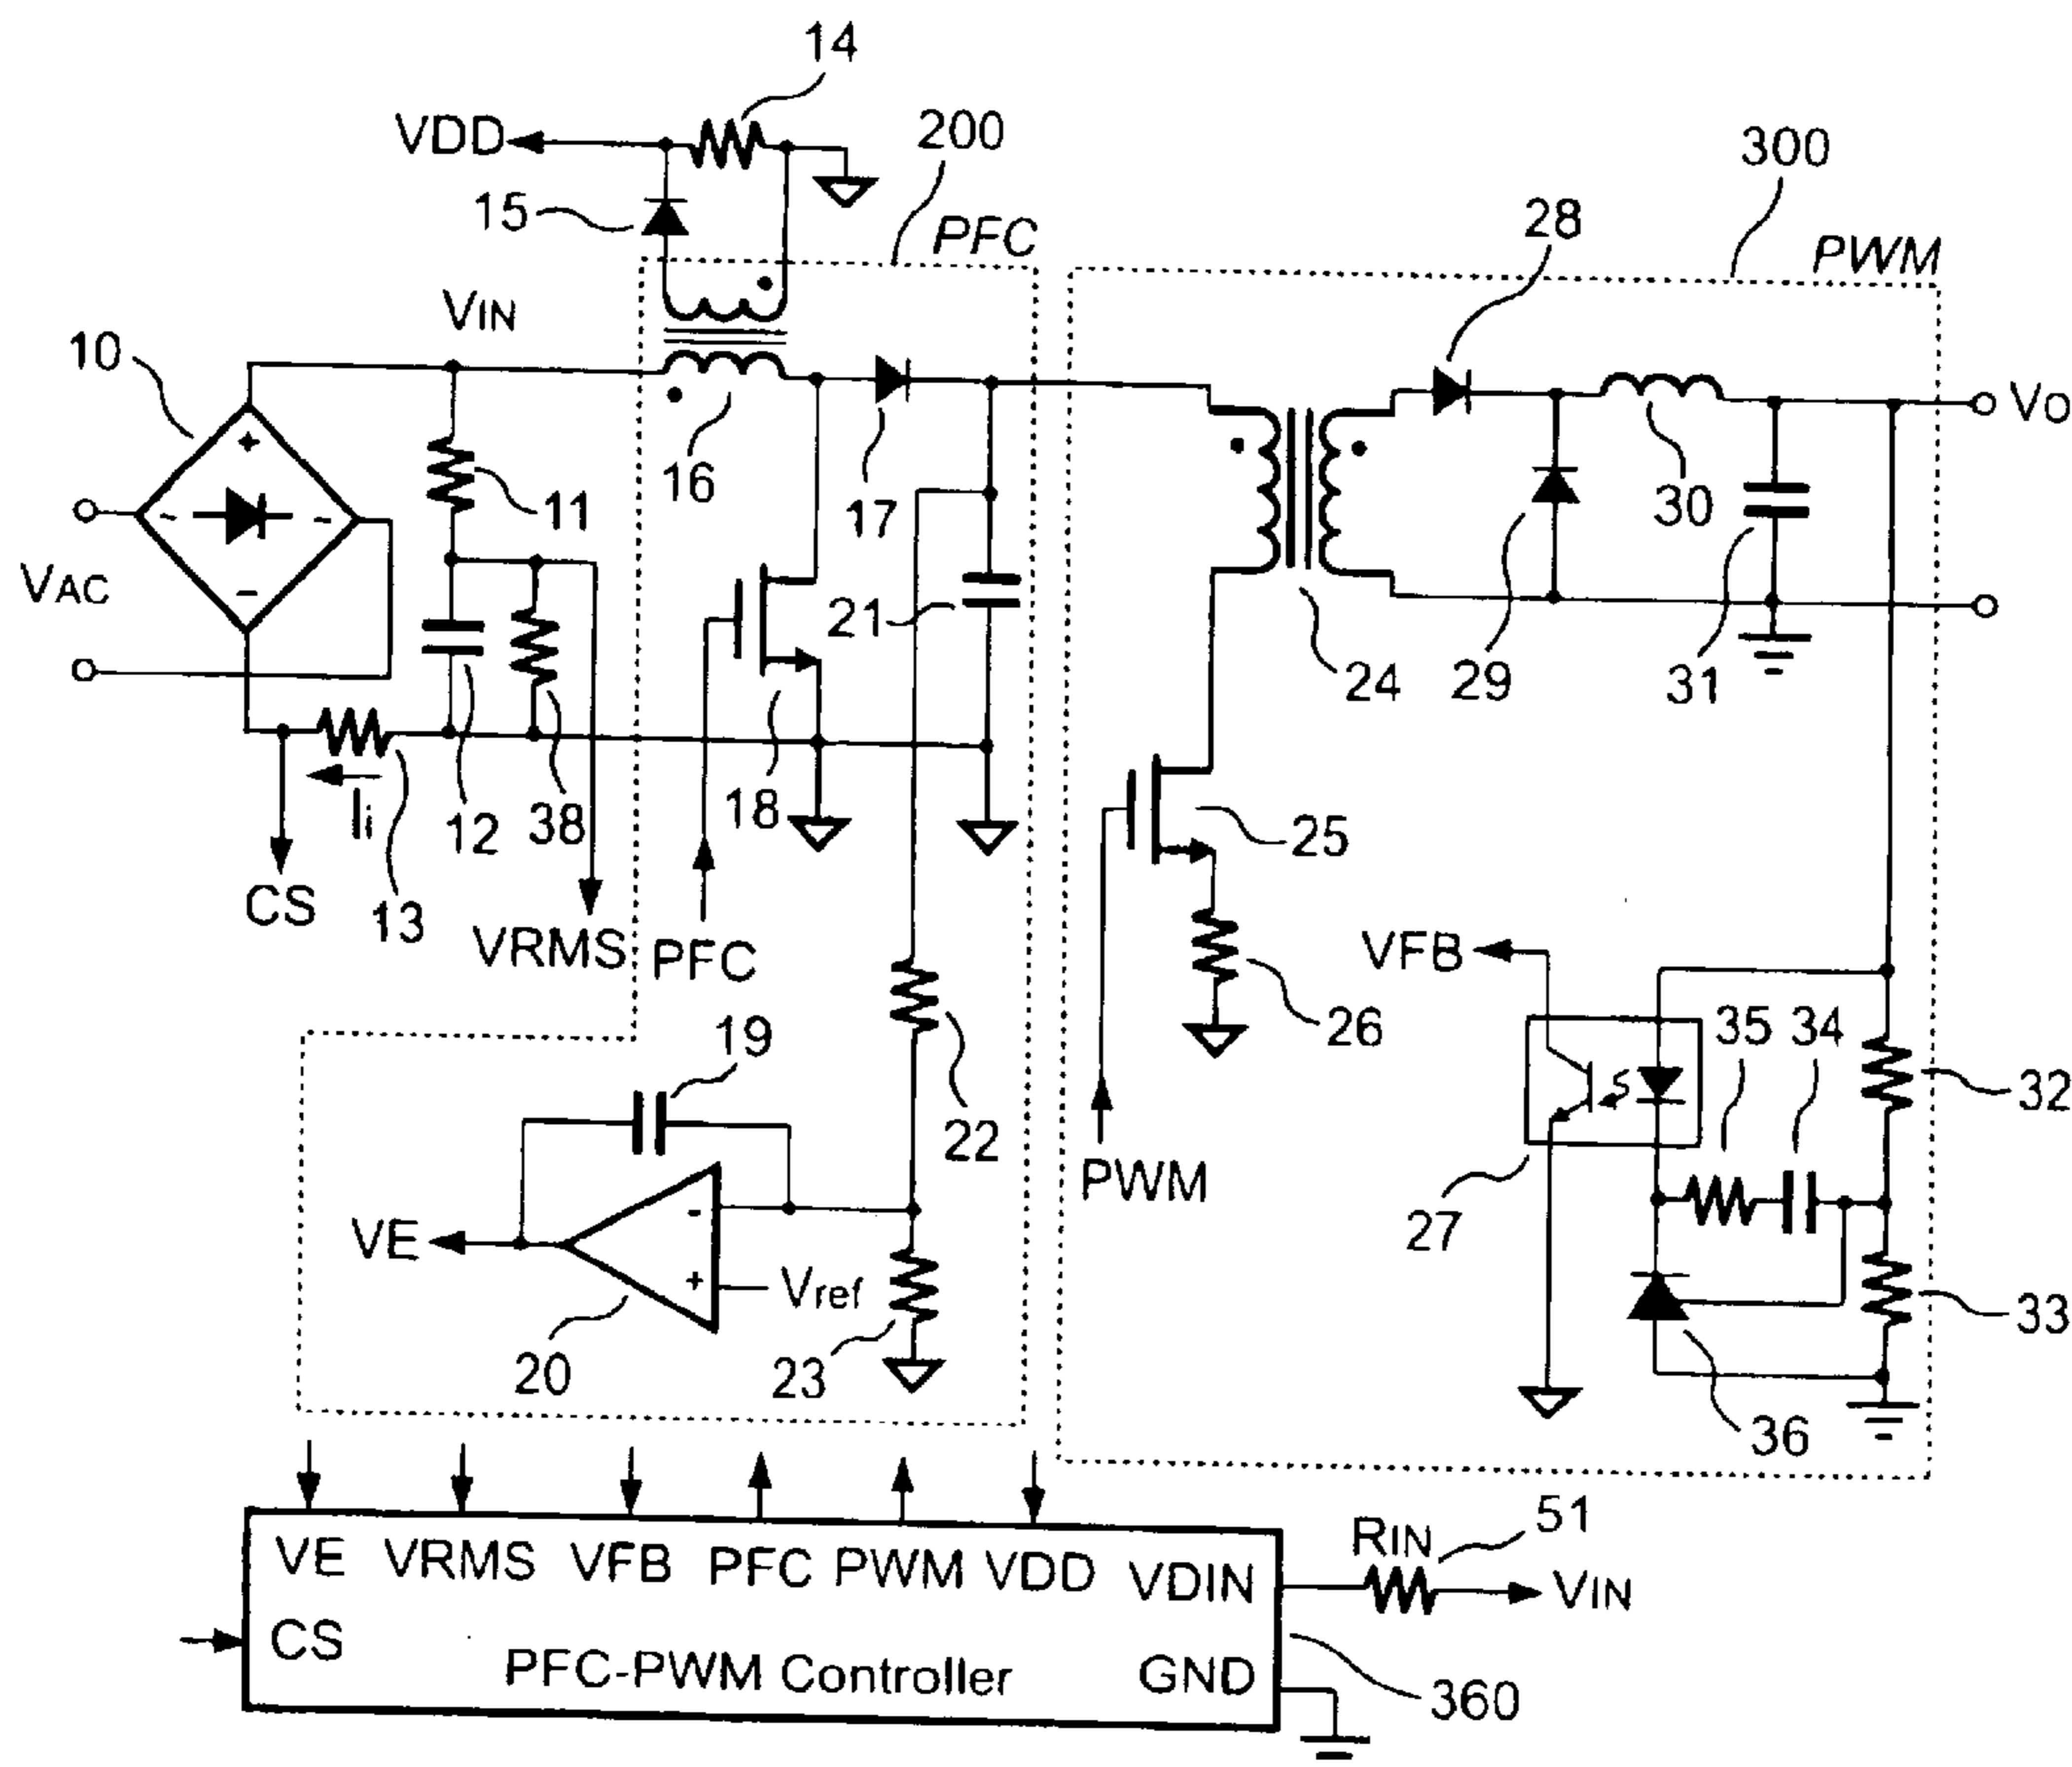 14
VDD
200
300
15
PFC
28
PWM
VIN
10
VO
+
16
11
17
30
~
~
VAC
-
21
24
29
31
Ii
12
38
18
25
CS
13
VRMS
PFC
VFB
26
35
34
19
22
32
PWM
-
27
VE
+
Vref
33
20
23
36
51
RIN
VE
VRMS
VFB
PFC
PWM
VDD
VDIN
VIN
CS
PFC-PWM Controller
GND
360